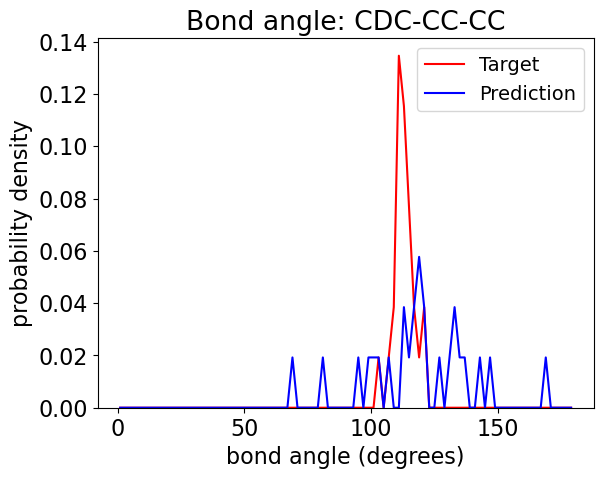 Bond angle: CDC-CC-CC
Target
Prediction
probability density
0.14
0.12
0.10
0.08
0.06
0.04
0.02
0.00
0
50
100
150
bond angle (degrees)